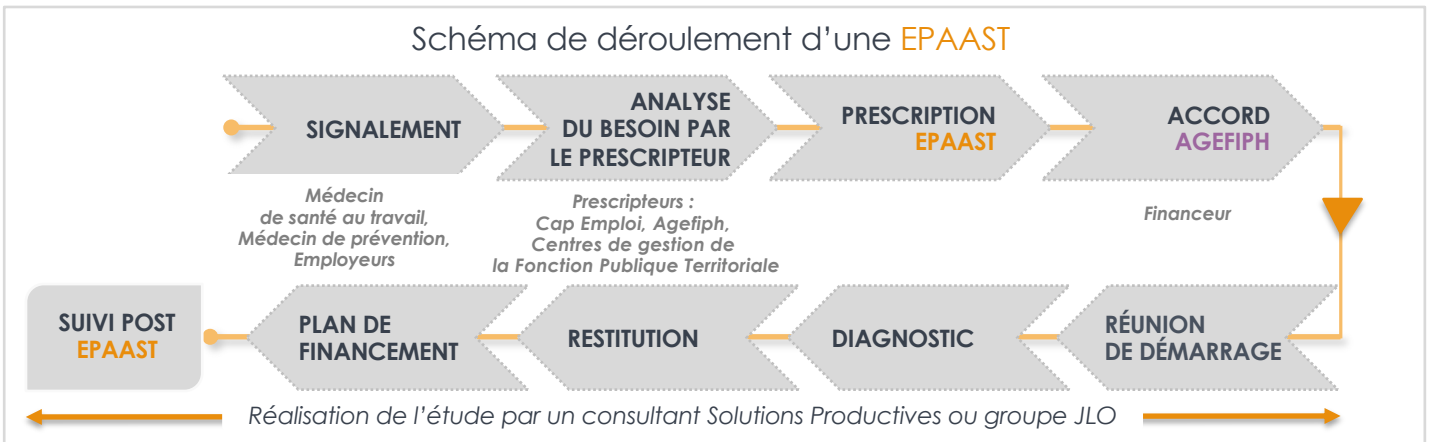 Schéma de déroulement d’une EPAAST
SIGNALEMENT
ANALYSE
DU BESOIN PAR
LE PRESCRIPTEUR
PRESCRIPTION
EPAAST
ACCORD
AGEFIPH
Médecin
de santé au travail,
Médecin de prévention,
Employeurs
Prescripteurs :
Cap Emploi, Agefiph,
Centres de gestion de
la Fonction Publique Territoriale
Financeur
RÉUNION
DE DÉMARRAGE
DIAGNOSTIC
RESTITUTION
PLAN DE
FINANCEMENT
SUIVI POST
EPAAST
Réalisation de l’étude par un consultant Solutions Productives ou groupe JLO